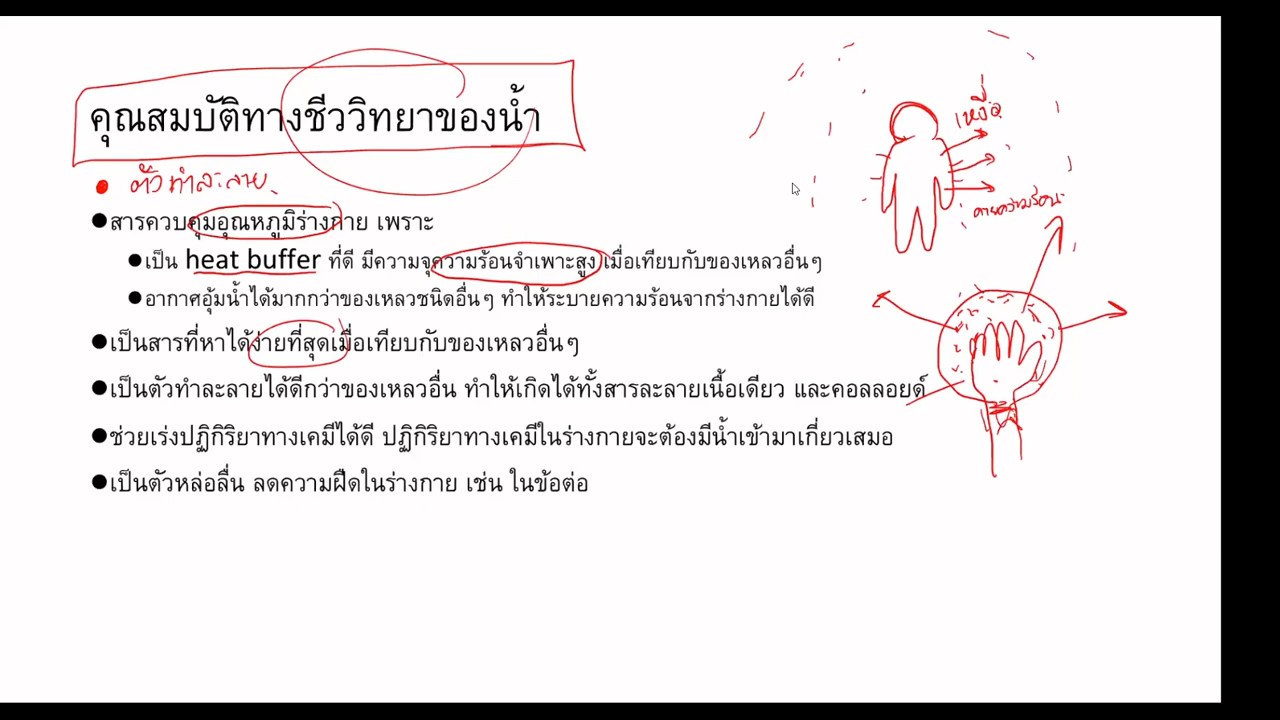 คุณสมบัติทางชีววิทยาของน้ำ
ตัวทำละลาย
สารควบคุมอุณหภูมิร่างกาย เพราะ
เป็น heat buffer ที่ดี มีความจุความร้อนจำเพาะสูง เมื่อเทียบกับของเหลวอื่นๆ
อากาศอุ้มน้ำได้มากกว่าของเหลวชนิดอื่นๆ ทำให้ระบายความร้อนจากร่างกายได้ดี
เป็นสารที่หาได้ง่ายที่สุดเมื่อเทียบกับของเหลวอื่นๆ
เป็นตัวทำละลายได้ดีกว่าของเหลวอื่น ทำให้เกิดได้ทั้งสารละลายเนื้อเดียว และคอลลอยด์
ช่วยเร่งปฏิกิริยาทางเคมีได้ดี ปฏิกิริยาทางเคมีในร่างกายจะต้องมีน้ำเข้ามาเกี่ยวเสมอ
เป็นตัวหล่อลื่น ลดความฝืดในร่างกาย เช่น ในข้อต่อ
เหงื่อ
คายความร้อน